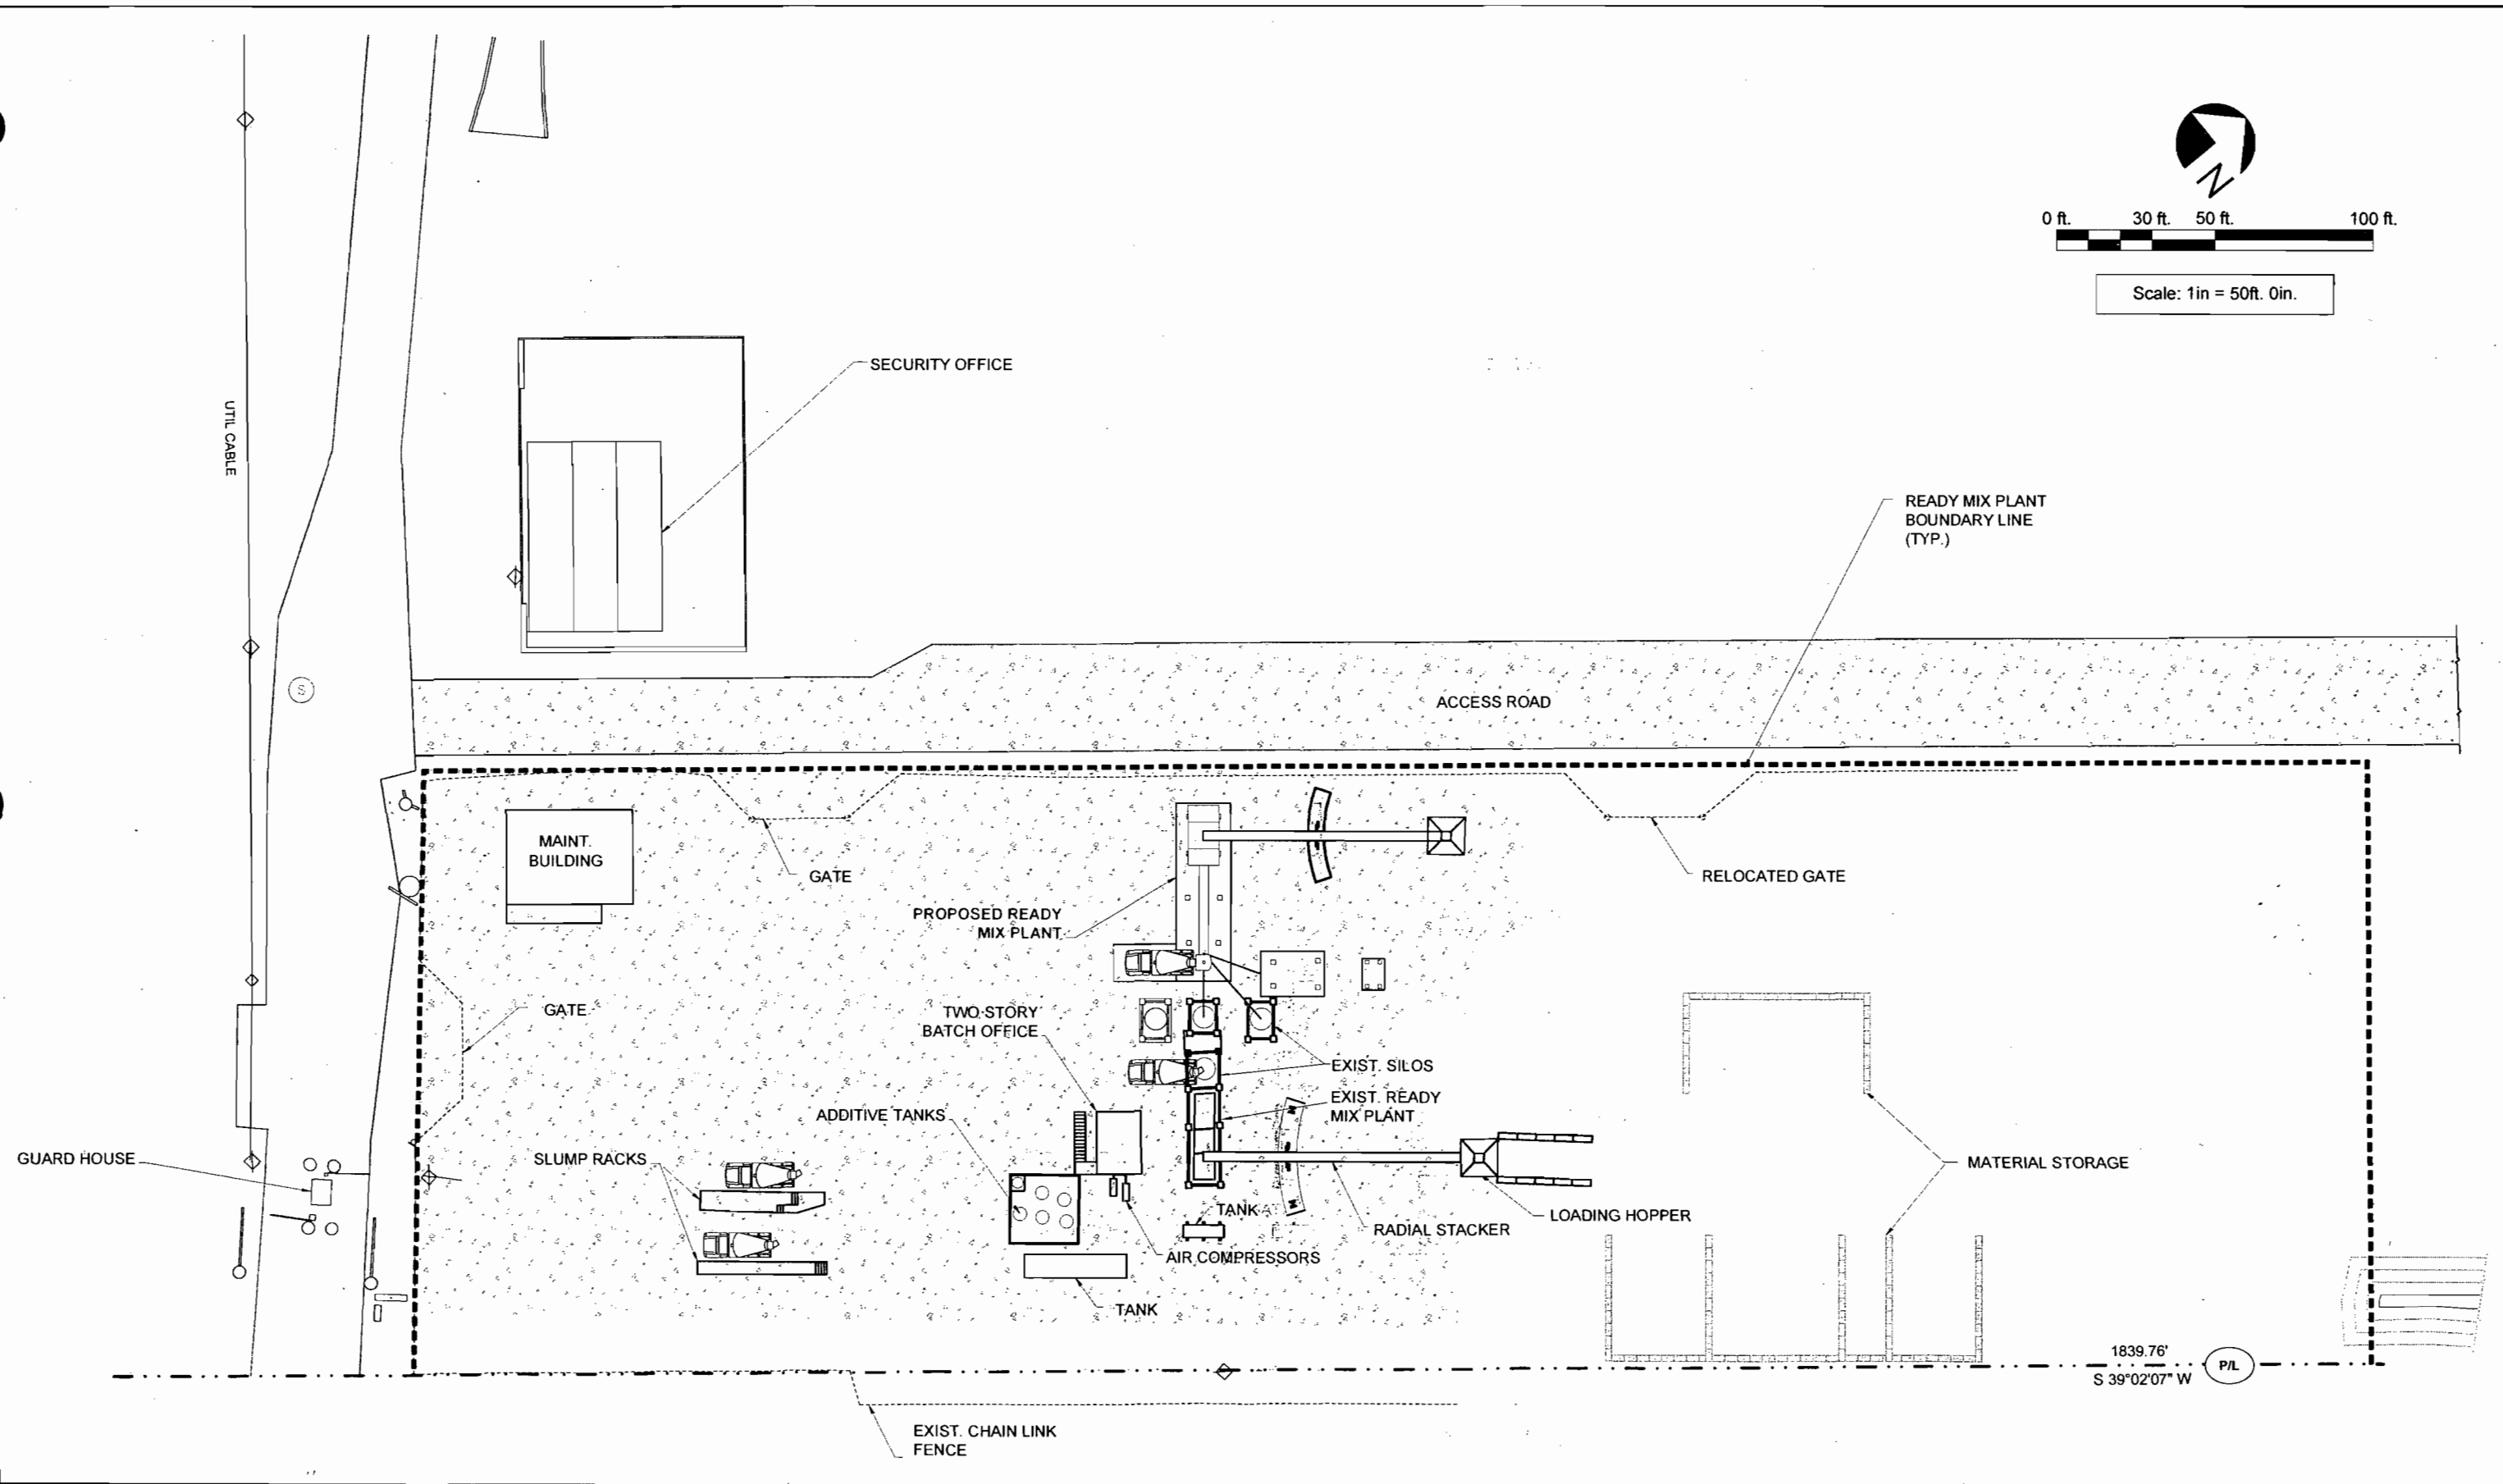 N
0 ft. 30 ft. 50 ft. 100 ft.
Scale: 1in = 50ft. 0in.
SECURITY OFFICE
UTIL CABLE
READY MIX PLANT
BOUNDARY LINE
(TYP.)
S
ACCESS ROAD
MAINT.
BUILDING
GATE
RELOCATED GATE
PROPOSED READY
MIX PLANT
GATE
TWO STORY
BATCH OFFICE
EXIST. SILOS
EXIST. READY
MIX PLANT
ADDITIVE TANKS
GUARD HOUSE
SLUMP RACKS
MATERIAL STORAGE
TANK
LOADING HOPPER
RADIAL STACKER
AIR COMPRESSORS
TANK
1839.76'
P/L
S 39°02'07" W
EXIST. CHAIN LINK
FENCE